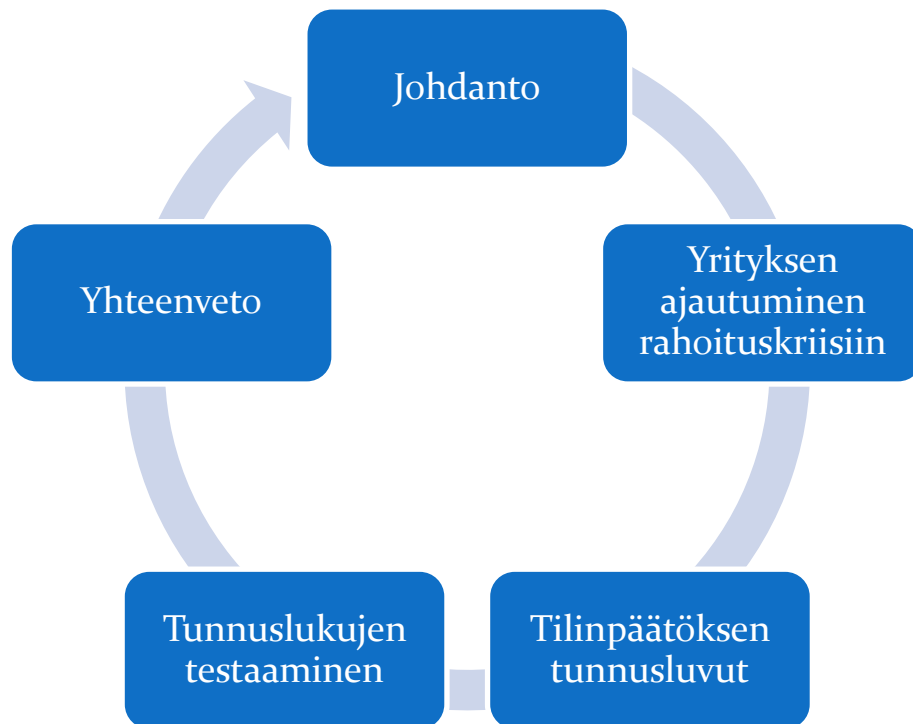 Johdanto
Yrityksen
ajautuminen
rahoituskriisiin
Tilinpäätöksen
tunnusluvut
Tunnuslukujen
testaaminen
Yhteenveto